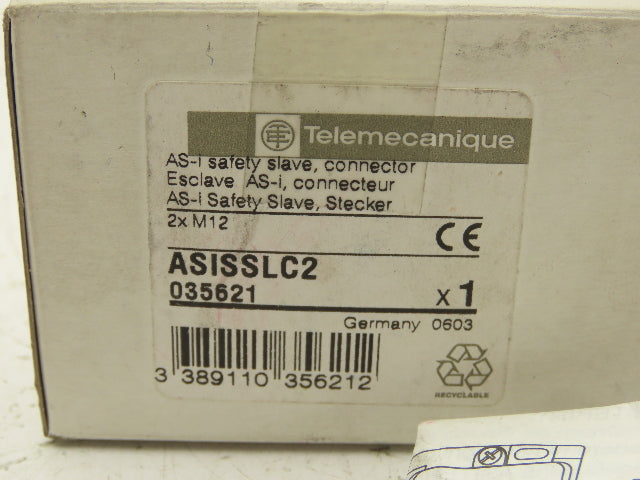 Telemecanique
AS-i safety slave, connector
Esclave AS-i, connecteur
AS-i Safety Slave, Stecker
2x M12
CE
ASISSLC2
035621
x 1
Germany 0603
3 389110 356212
RECYCLABLE